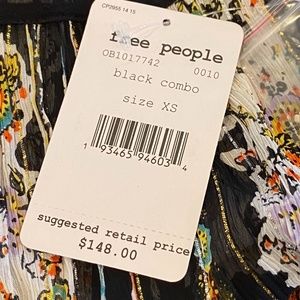 CP2955 14 15
free people
OB1017742 0010
black combo
size XS
1 93465 94603 4
suggested retail price
$148.00